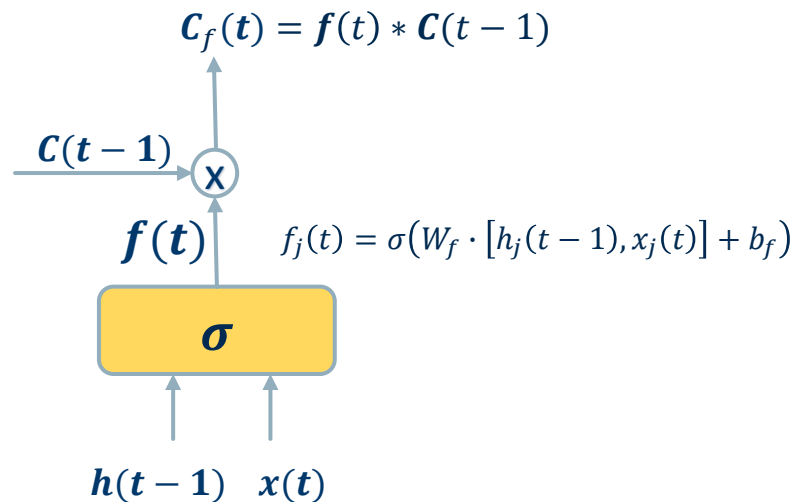 C_f(t) = f(t) ∗ C(t − 1)
C(t − 1)
x
f(t)
f_j(t) = σ(W_f · [h_j(t − 1), x_j(t)] + b_f)
σ
h(t − 1) x(t)